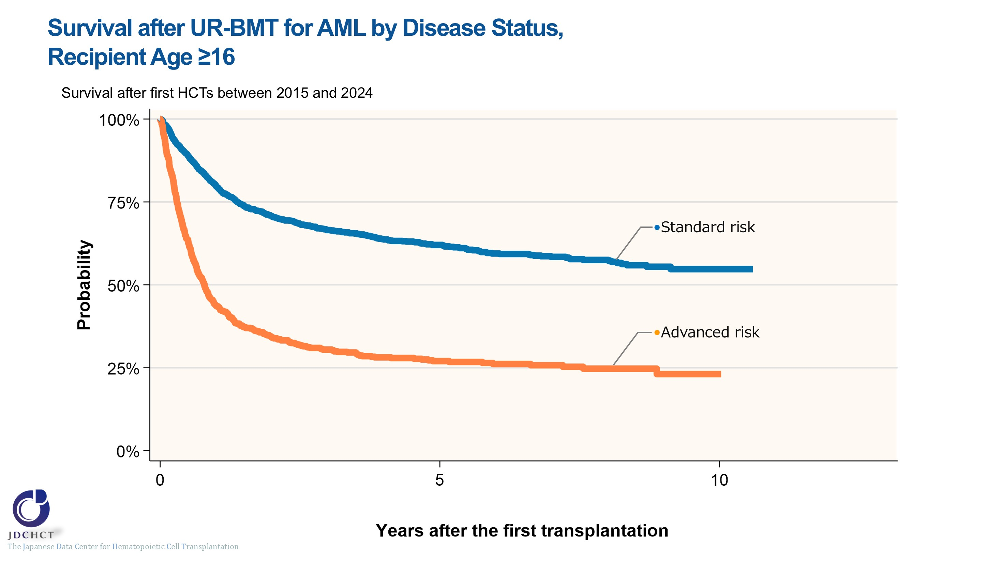 Survival after UR-BMT for AML by Disease Status,
Recipient Age ≥16
Survival after first HCTs between 2015 and 2024
100%
75%
50%
25%
0%
Probability
Standard risk
Advanced risk
0
5
10
Years after the first transplantation
JDCHCT
The Japanese Data Center for Hematopoietic Cell Transplantation